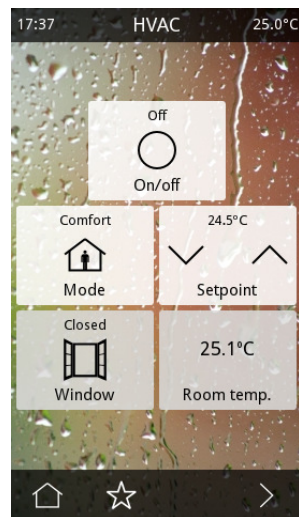 17:37 HVAC 25.0°C
Off
On/off
Comfort 24.5°C
Mode Setpoint
Closed
25.1°C
Window Room temp.